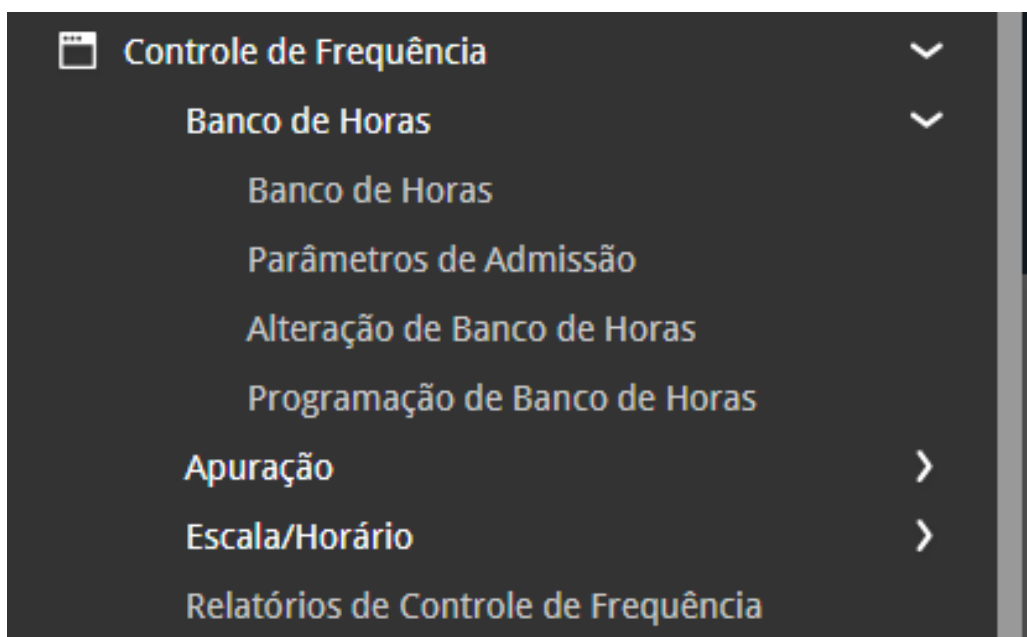 Controle de Frequência
Banco de Horas
Banco de Horas
Parâmetros de Admissão
Alteração de Banco de Horas
Programação de Banco de Horas
Apuração
Escala/Horário
Relatórios de Controle de Frequência